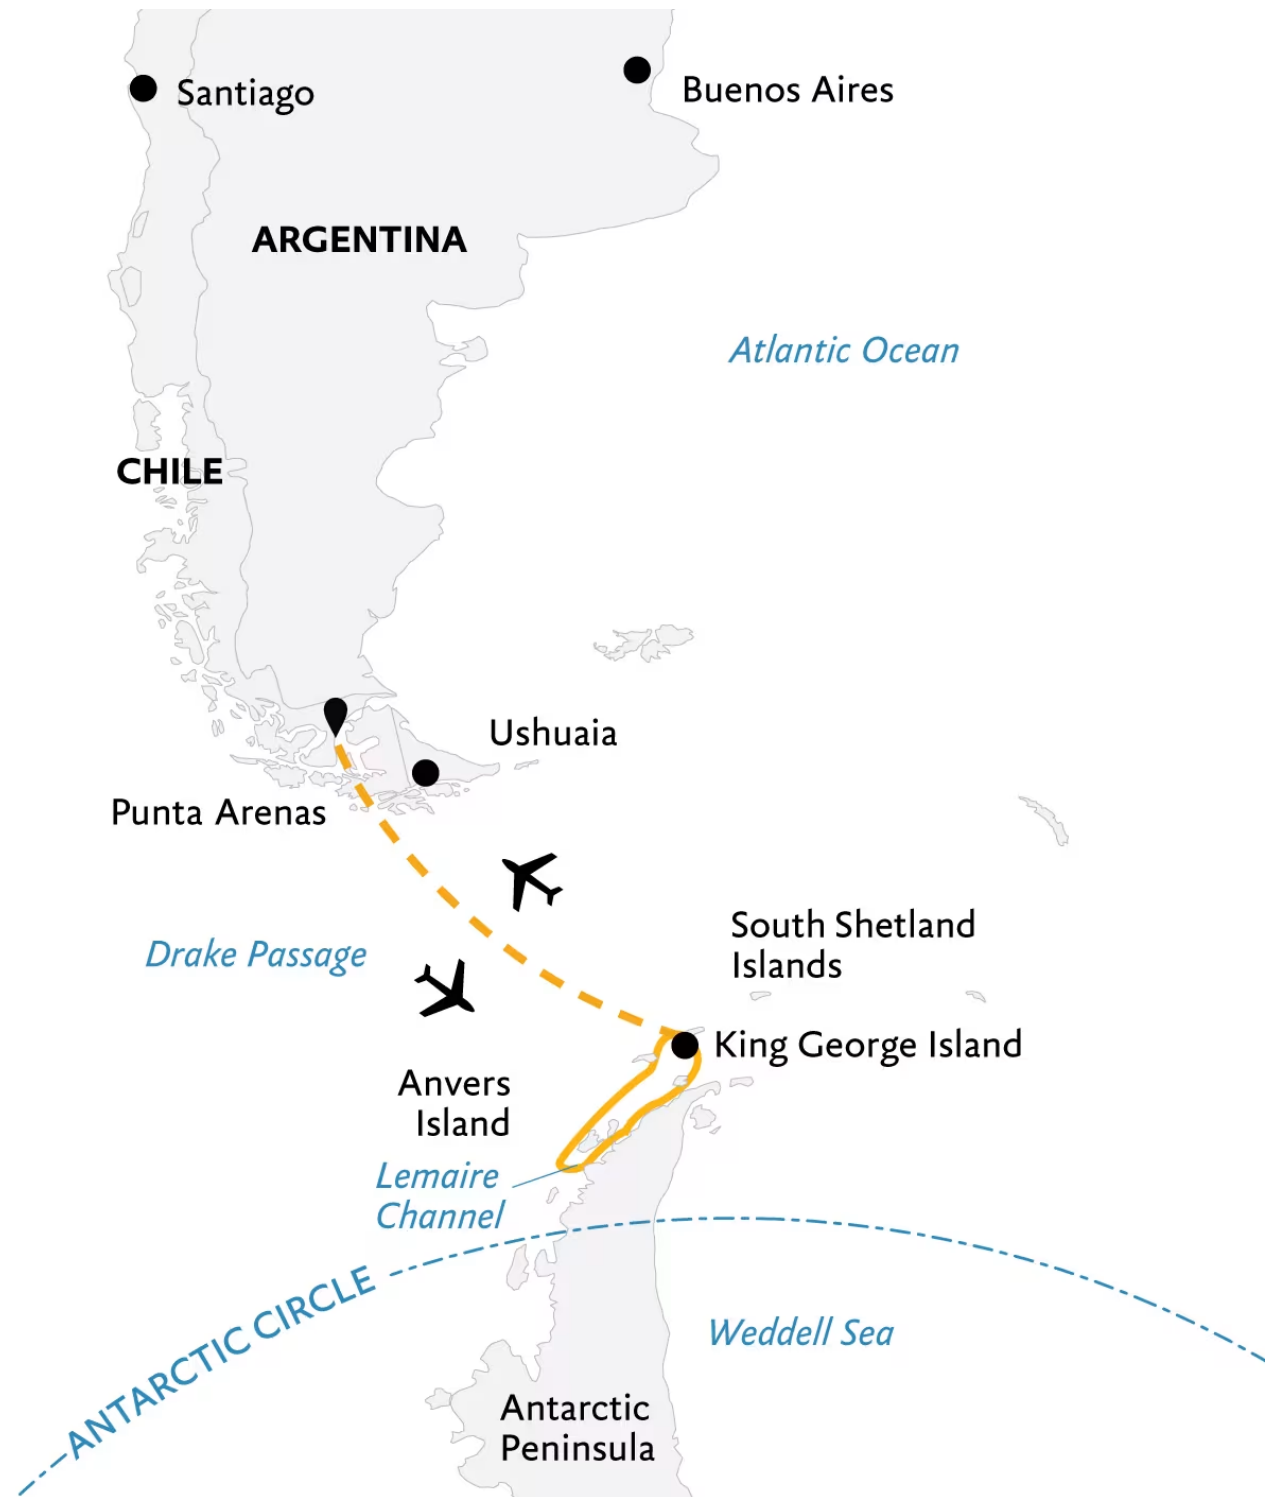 Santiago
Buenos Aires
ARGENTINA
Atlantic Ocean
CHILE
Ushuaia
Punta Arenas
South Shetland
Islands
Drake Passage
King George Island
Anvers
Island
Lemaire
Channel
ANTARCTIC CIRCLE
Weddell Sea
Antarctic
Peninsula